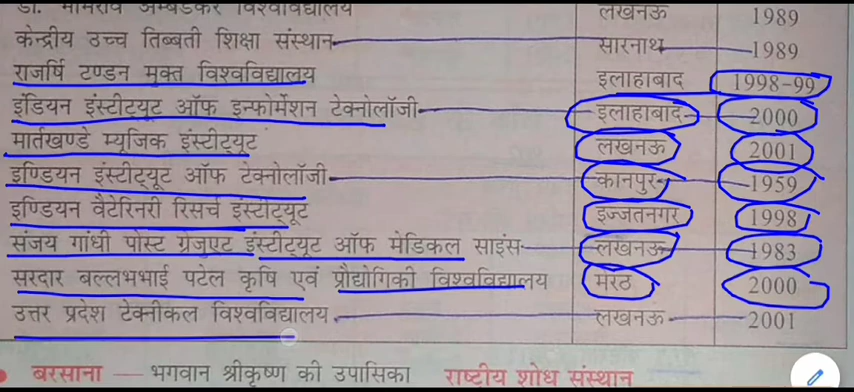 डॉ. भीमराव अम्बेडकर विश्वविद्यालय लखनऊ 1989
केन्द्रीय उच्च तिब्बती शिक्षा संस्थान सारनाथ 1989
राजर्षि टण्डन मुक्त विश्वविद्यालय इलाहाबाद 1998-99
इंडियन इंस्टीट्यूट ऑफ इन्फोर्मेशन टेक्नोलॉजी इलाहाबाद 2000
मार्तखण्डे म्यूजिक इंस्टीट्यूट लखनऊ 2001
इण्डियन इंस्टीट्यूट ऑफ टेक्नोलॉजी कानपुर 1959
इण्डियन वैटेरिनरी रिसर्च इंस्टीट्यूट इज्जतनगर 1998
संजय गांधी पोस्ट ग्रेजुएट इंस्टीट्यूट ऑफ मेडिकल साइंस लखनऊ 1983
सरदार बल्लभभाई पटेल कृषि एवं प्रौद्योगिकी विश्वविद्यालय मेरठ 2000
उत्तर प्रदेश टेक्नीकल विश्वविद्यालय लखनऊ 2001
बरसाना — भगवान श्रीकृष्ण की उपासिका राष्ट्रीय शोध संस्थान